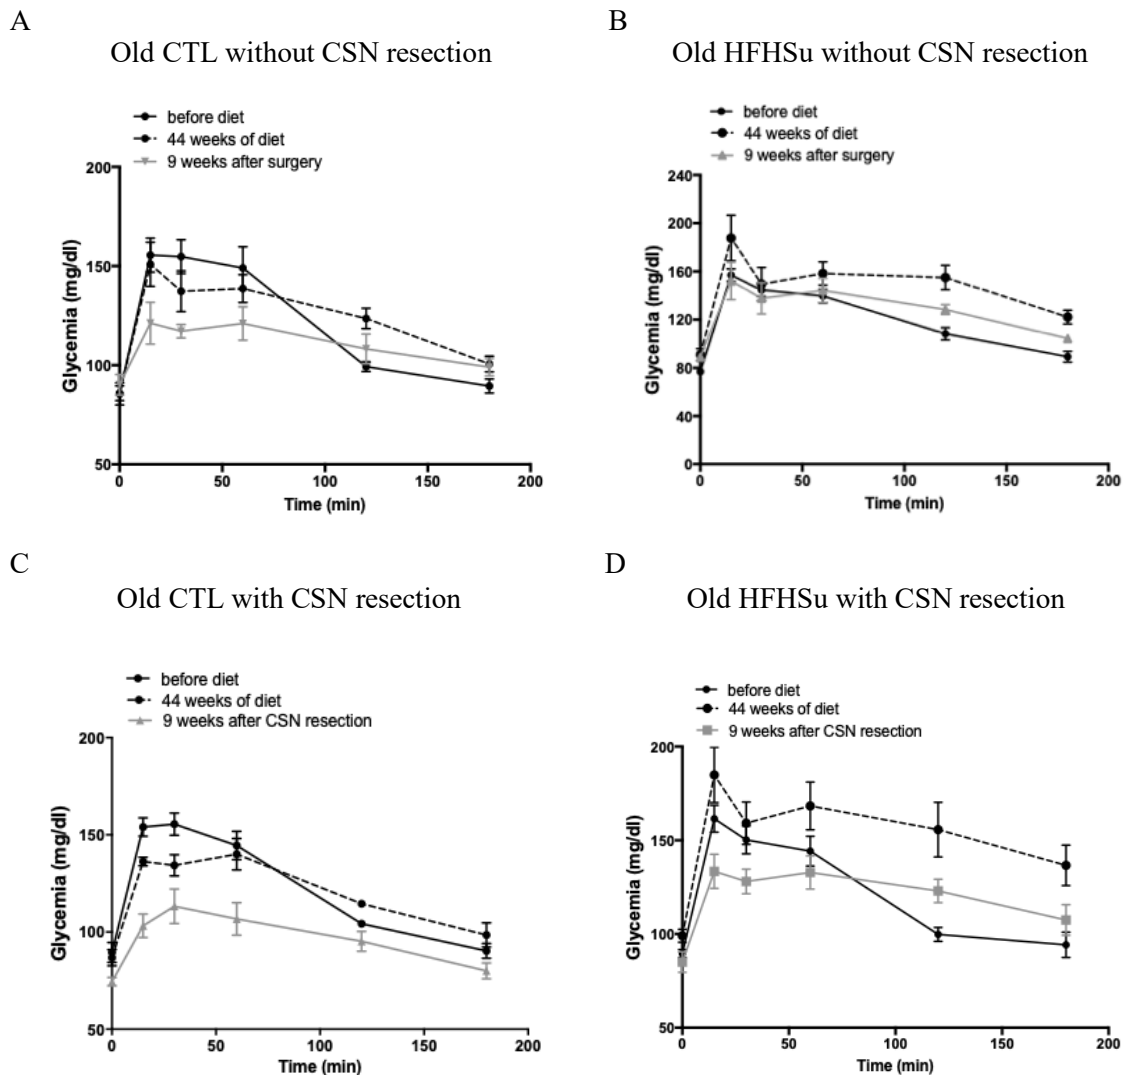 A
Old CTL without CSN resection
before diet
44 weeks of diet
9 weeks after surgery
200
150
100
50
Glycemia (mg/dl)
0 50 100 150 200
Time (min)
B
Old HFHSu without CSN resection
before diet
44 weeks of diet
9 weeks after surgery
240
200
160
120
80
40
0
Glycemia (mg/dl)
0 50 100 150 200
Time (min)
C
Old CTL with CSN resection
before diet
44 weeks of diet
9 weeks after CSN resection
200
150
100
50
Glycemia (mg/dl)
0 50 100 150 200
Time (min)
D
Old HFHSu with CSN resection
before diet
44 weeks of diet
9 weeks after CSN resection
200
150
100
50
Glycemia (mg/dl)
0 50 100 150 200
Time (min)